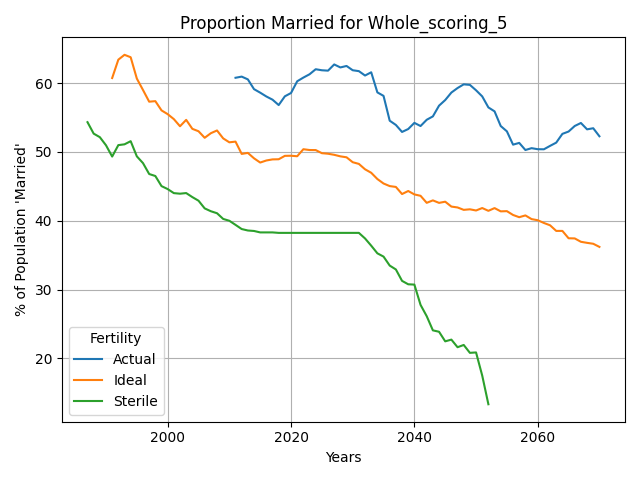 Proportion Married for Whole_scoring_5
% of Population 'Married'
60
50
40
30
20
Fertility
Actual
Ideal
Sterile
2000
2020
2040
2060
Years